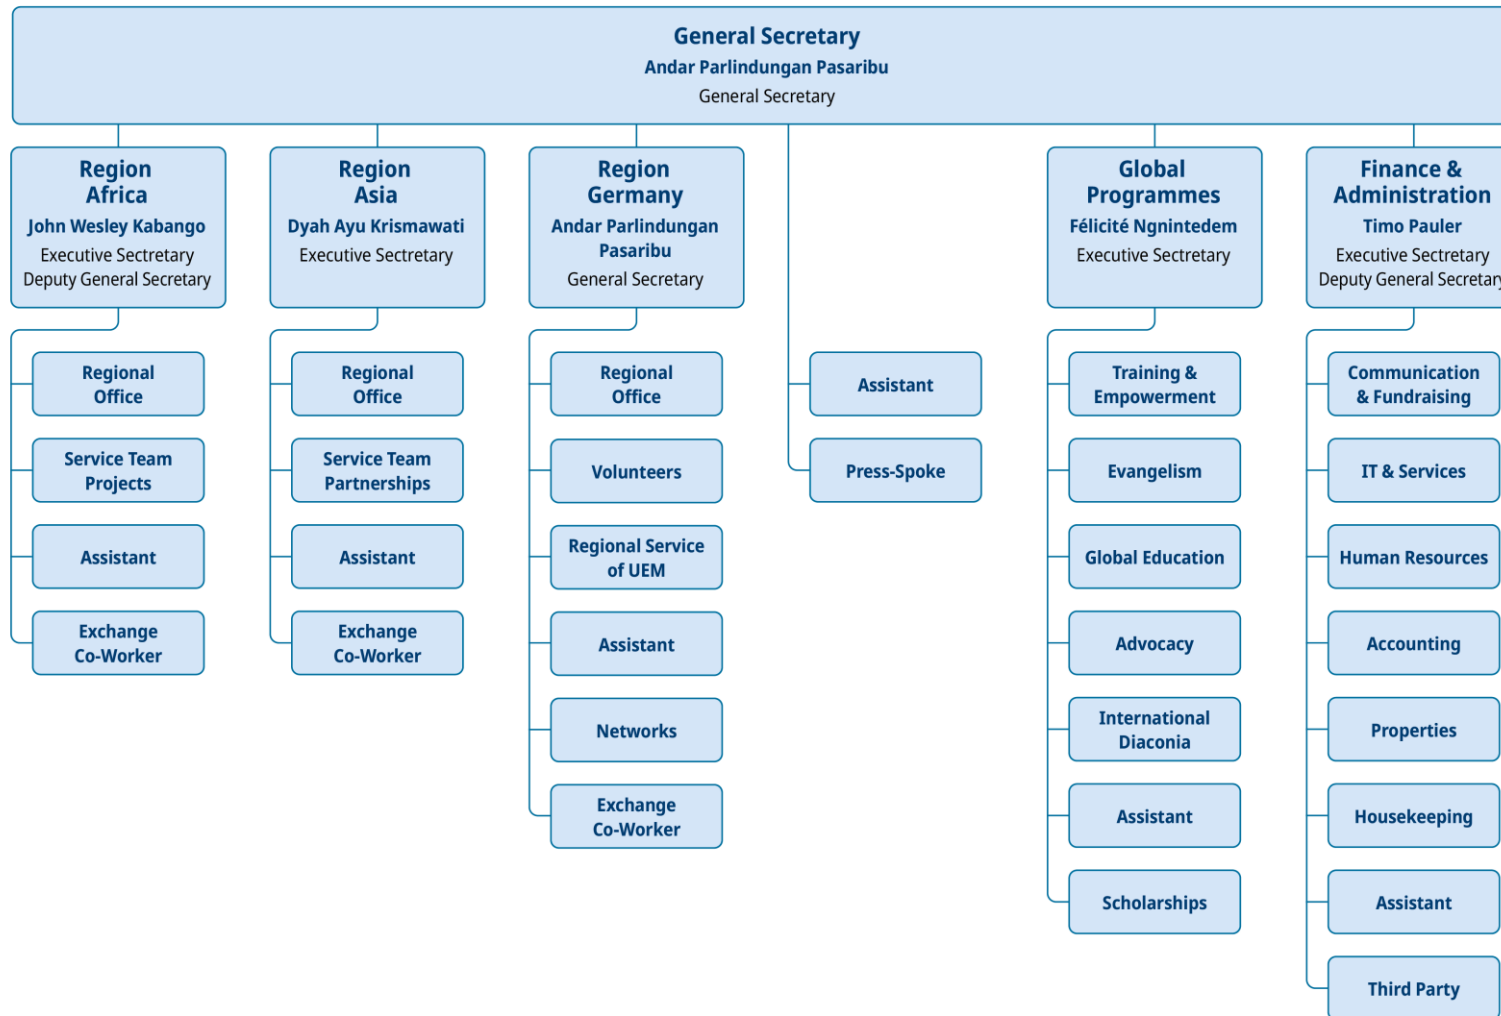 General Secretary
Andar Parlindungan Pasaribu
General Secretary
Region
Africa
John Wesley Kabango
Executive Sectretary
Deputy General Secretary
Regional
Office
Service Team
Projects
Assistant
Exchange
Co-Worker
Region
Asia
Dyah Ayu Krismawati
Executive Sectretary
Regional
Office
Service Team
Partnerships
Assistant
Exchange
Co-Worker
Region
Germany
Andar Parlindungan
Pasaribu
General Secretary
Regional
Office
Volunteers
Regional Service
of UEM
Assistant
Networks
Exchange
Co-Worker
Assistant
Press-Spoke
Global
Programmes
Félicité Ngnintedem
Executive Sectretary
Training &
Empowerment
Evangelism
Global Education
Advocacy
International
Diaconia
Assistant
Scholarships
Finance &
Administration
Timo Pauler
Executive Sectretary
Deputy General Secretary
Communication
& Fundraising
IT & Services
Human Resources
Accounting
Properties
Housekeeping
Assistant
Third Party